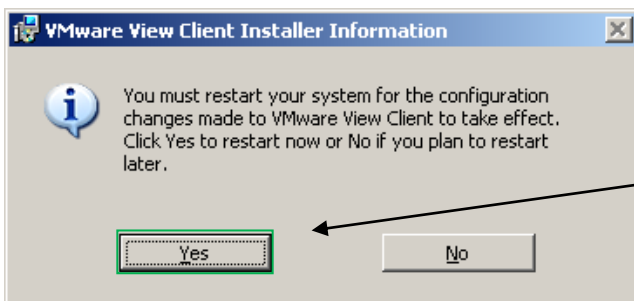 VMware View Client Installer Information
You must restart your system for the configuration
changes made to VMware View Client to take effect.
Click Yes to restart now or No if you plan to restart
later.
Yes No